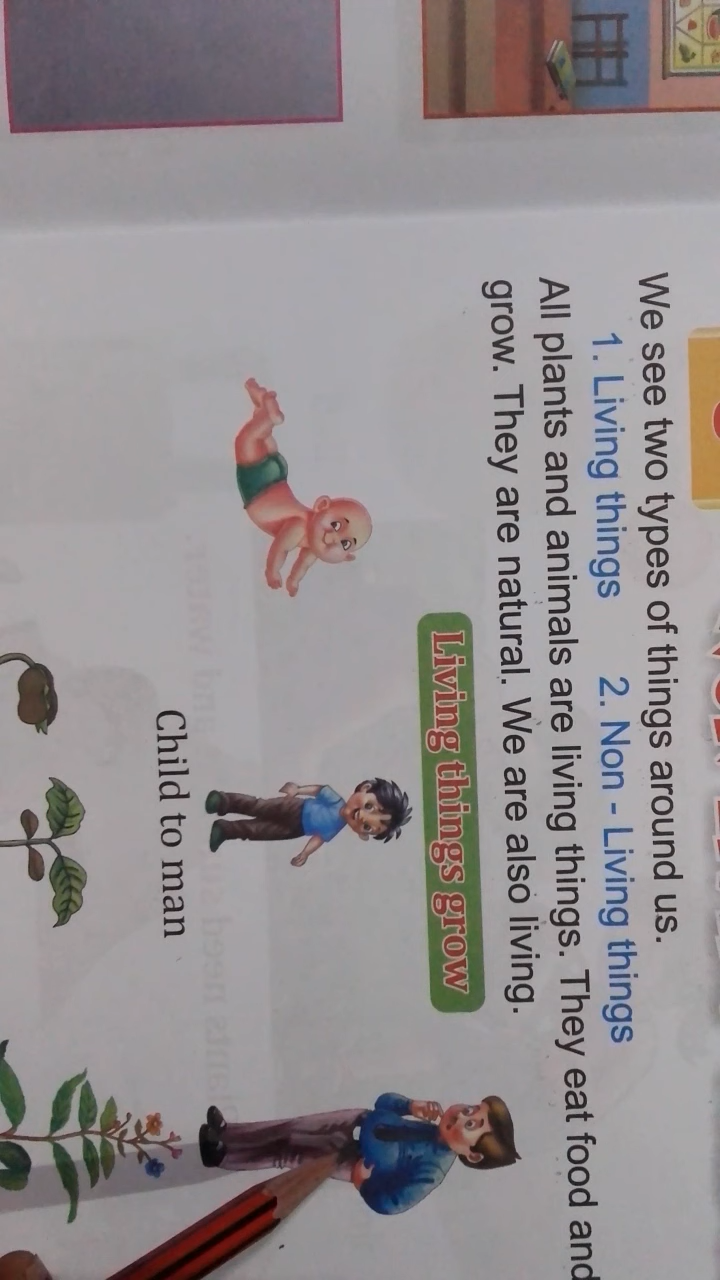 We see two types of things around us.
1. Living things 2. Non - Living things
All plants and animals are living things. They eat food and
grow. They are natural. We are also living.
Living things grow
Child to man